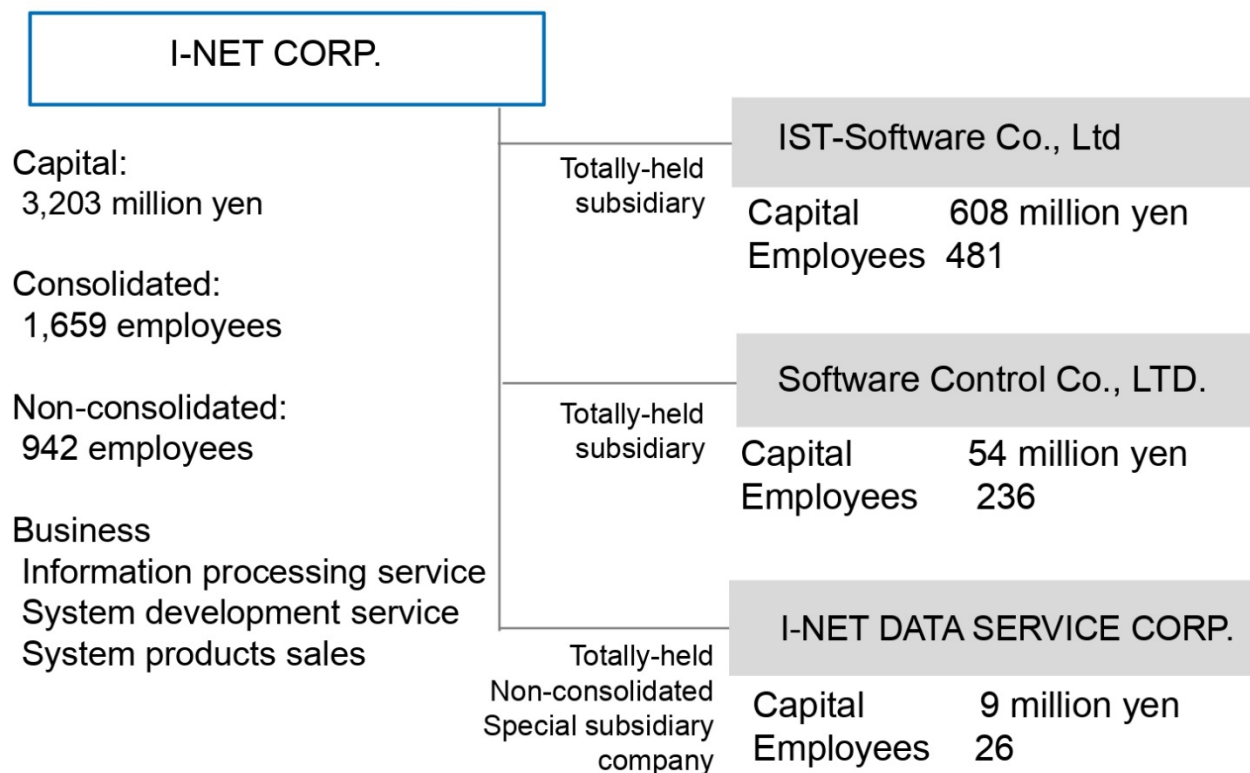 I-NET CORP.
Capital:
3,203 million yen
Consolidated:
1,659 employees
Non-consolidated:
942 employees
Business
Information processing service
System development service
System products sales
Totally-held
subsidiary
IST-Software Co., Ltd
Capital 608 million yen
Employees 481
Totally-held
subsidiary
Software Control Co., LTD.
Capital 54 million yen
Employees 236
Totally-held
Non-consolidated
Special subsidiary
company
I-NET DATA SERVICE CORP.
Capital 9 million yen
Employees 26